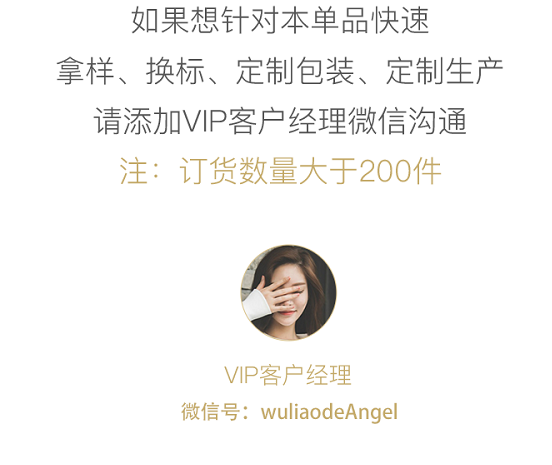 如果想针对本单品快速
拿样、换标、定制包装、定制生产
请添加VIP客户经理微信沟通
注：订货数量大于200件
VIP客户经理
微信号：wuliaodeAngel